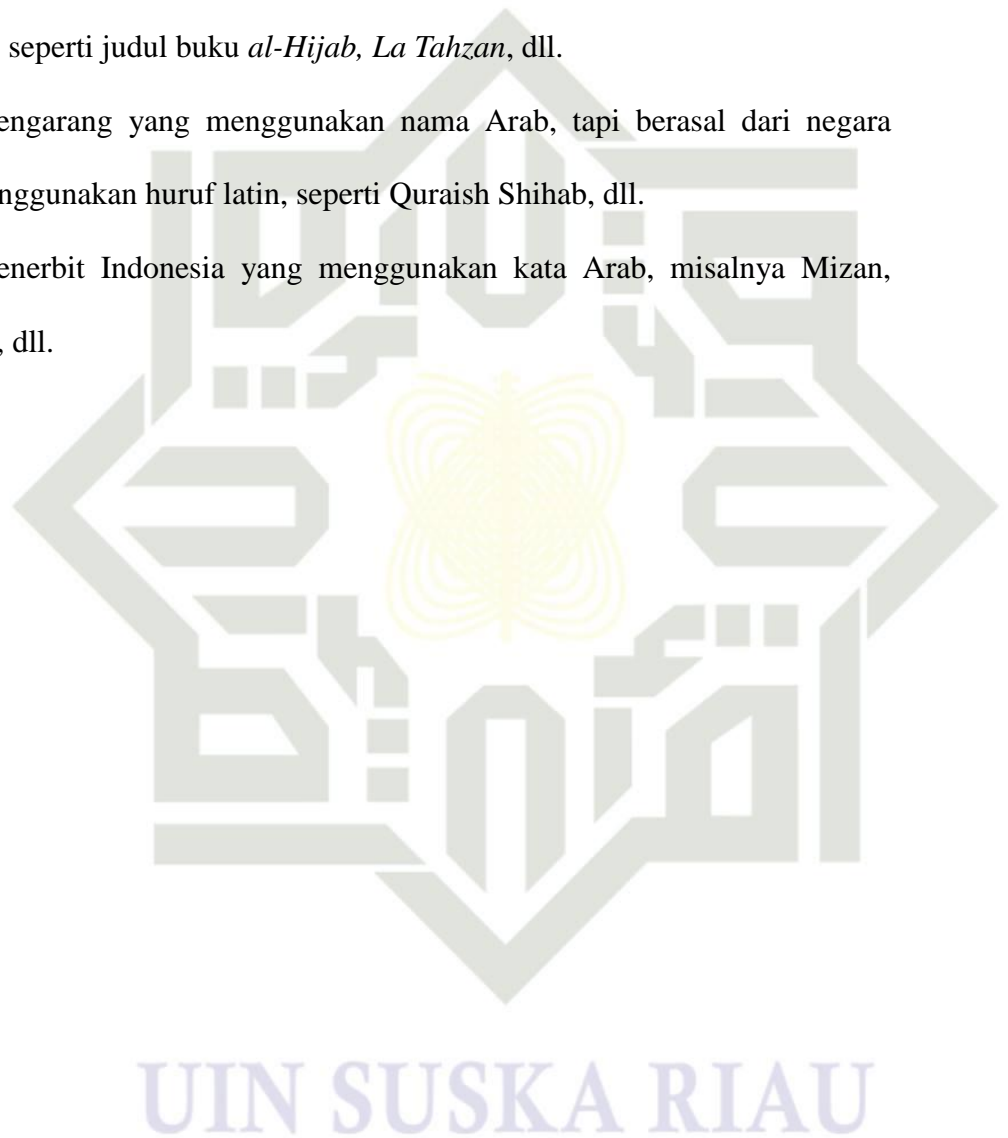 seperti judul buku al-Hijab, La Tahzan, dll.
engarang yang menggunakan nama Arab, tapi berasal dari negara
nggunakan huruf latin, seperti Quraish Shihab, dll.
enerbit Indonesia yang menggunakan kata Arab, misalnya Mizan,
, dll.
UIN SUSKA RIAU